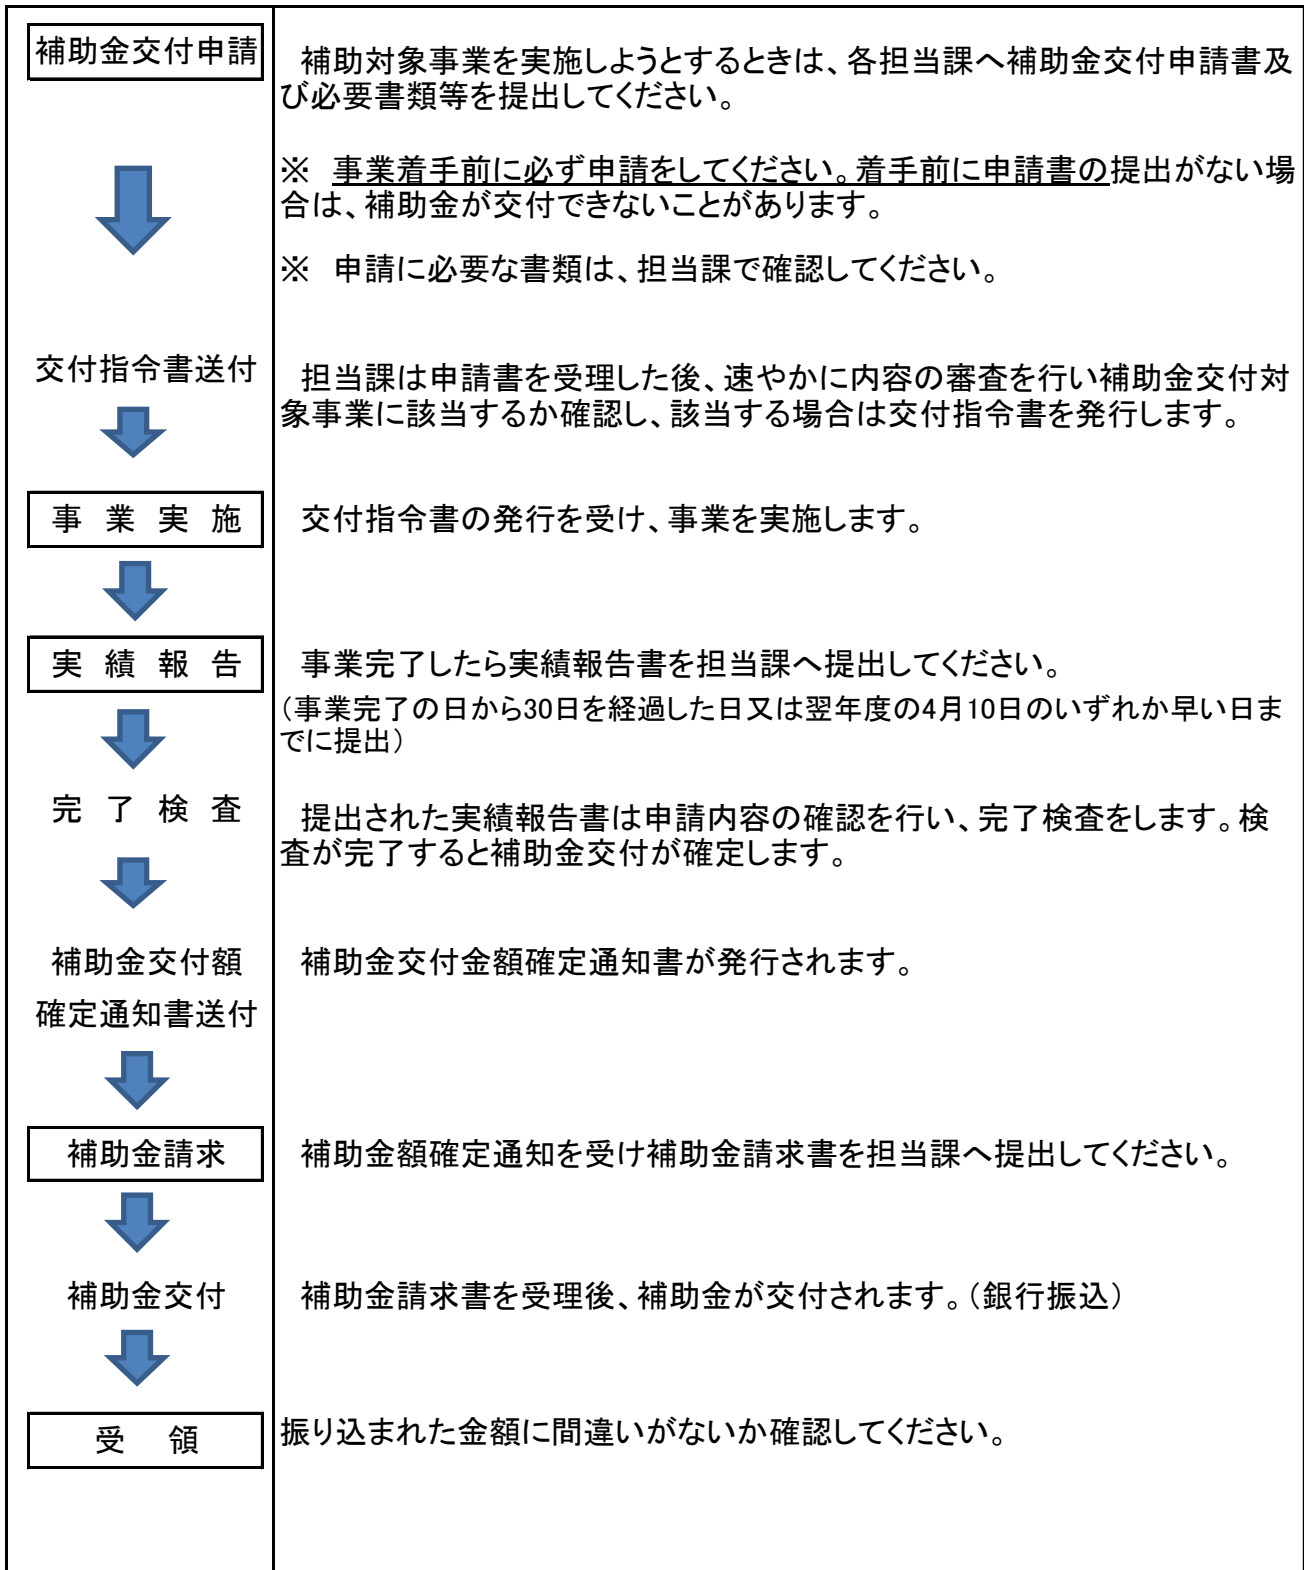 補助金交付申請
補助対象事業を実施しようとするときは、各担当課へ補助金交付申請書及
び必要書類等を提出してください。
※　事業着手前に必ず申請をしてください。着手前に申請書の提出がない場
合は、補助金が交付できないことがあります。
※　申請に必要な書類は、担当課で確認してください。
交付指令書送付
担当課は申請書を受理した後、速やかに内容の審査を行い補助金交付対
象事業に該当するか確認し、該当する場合は交付指令書を発行します。
事　業　実　施
交付指令書の発行を受け、事業を実施します。
実　績　報　告
事業完了したら実績報告書を担当課へ提出してください。
（事業完了の日から30日を経過した日又は翌年度の4月10日のいずれか早い日ま
でに提出）
完　了　検　査
提出された実績報告書は申請内容の確認を行い、完了検査をします。検
査が完了すると補助金交付が確定します。
補助金交付額
確定通知書送付
補助金交付金額確定通知書が発行されます。
補助金請求
補助金額確定通知を受け補助金請求書を担当課へ提出してください。
補助金交付
補助金請求書を受理後、補助金が交付されます。（銀行振込）
受　領
振り込まれた金額に間違いがないか確認してください。